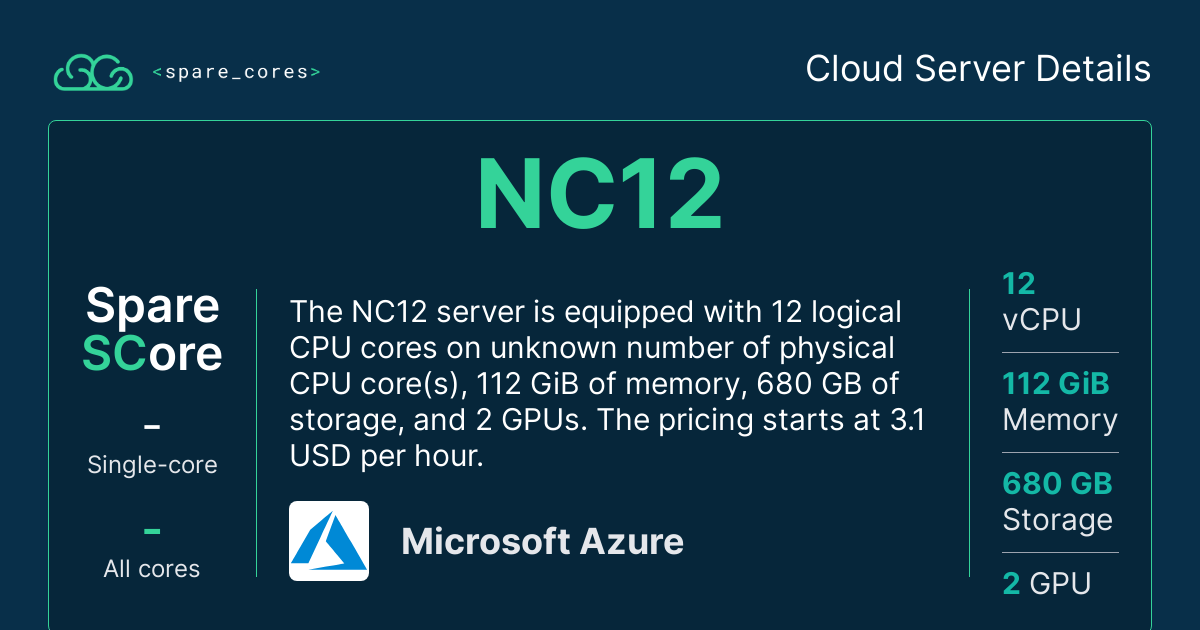 <spare_cores>
Cloud Server Details
NC12
Spare
SCore
-
Single-core
-
All cores
The NC12 server is equipped with 12 logical
CPU cores on unknown number of physical
CPU core(s), 112 GiB of memory, 680 GB of
storage, and 2 GPUs. The pricing starts at 3.1
USD per hour.
Microsoft Azure
12
vCPU
112 GiB
Memory
680 GB
Storage
2 GPU